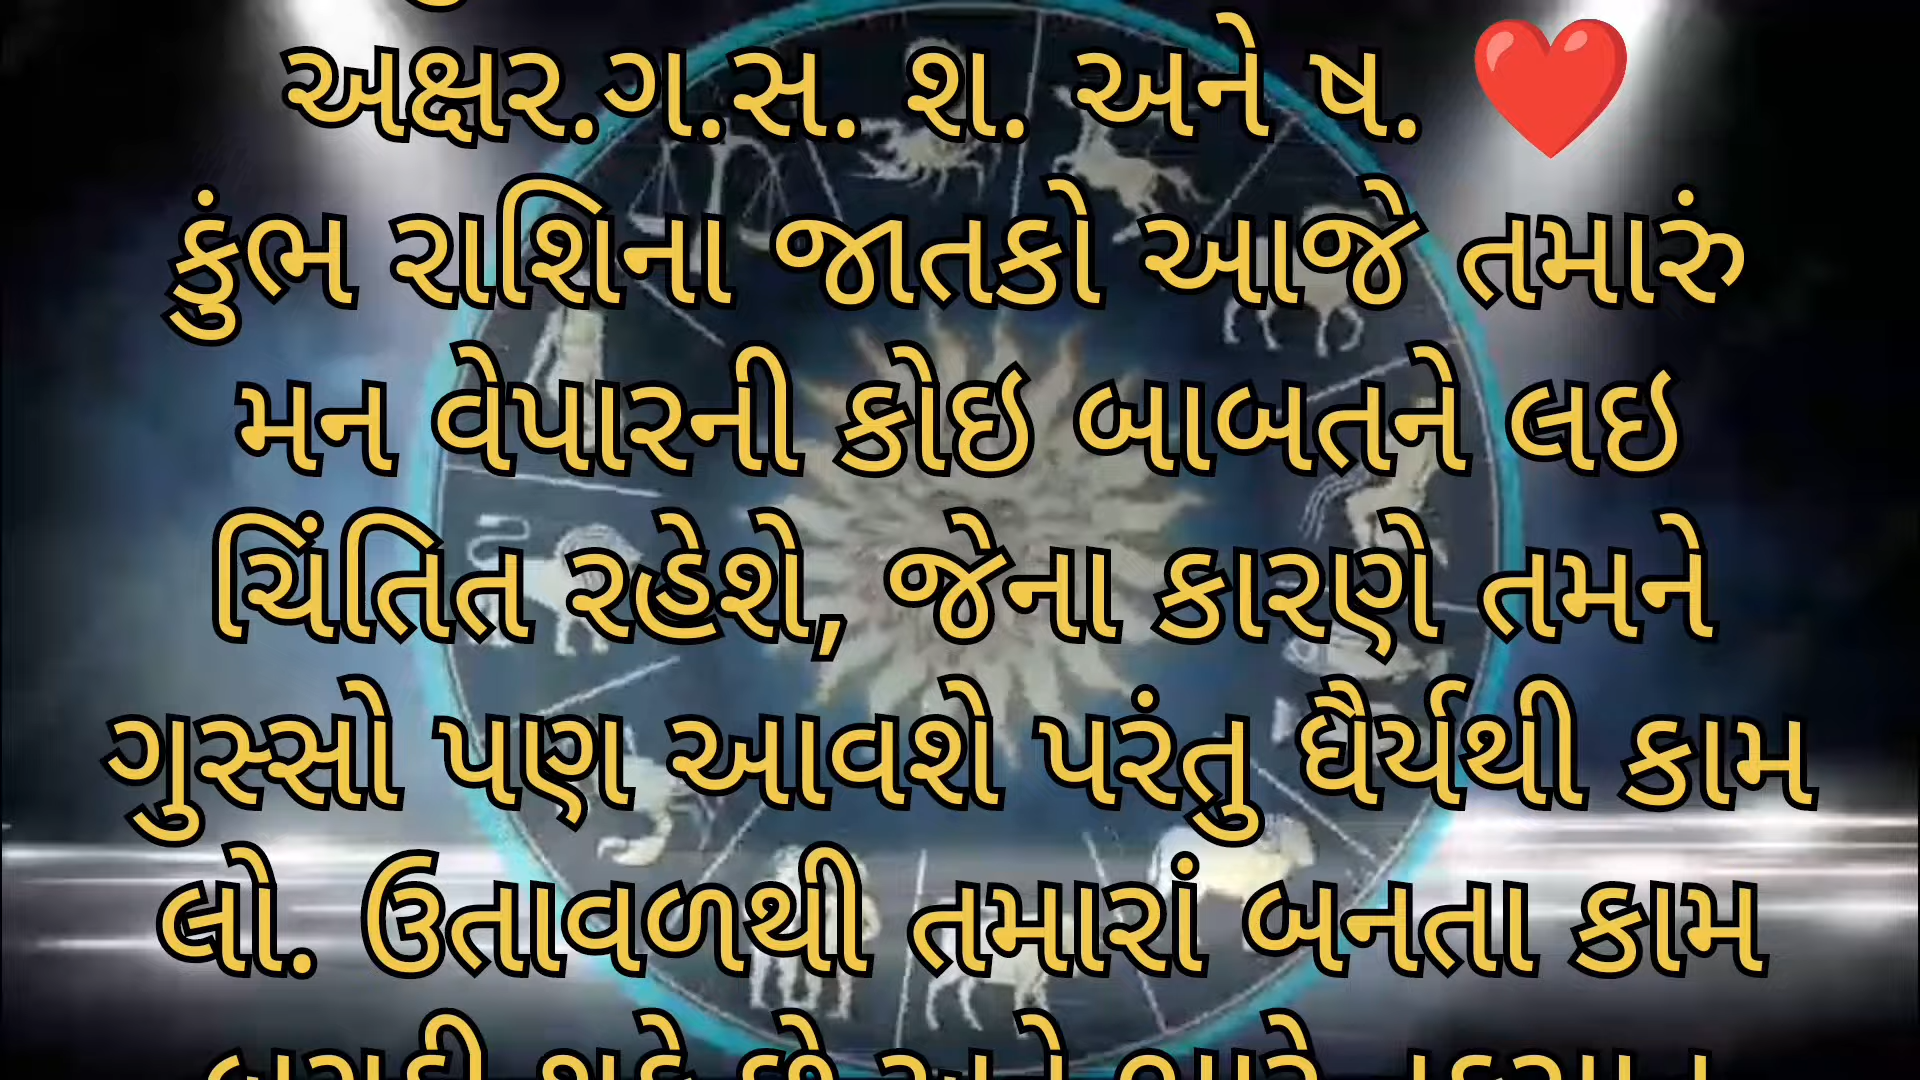 અક્ષર.ગ.સ. શ. અને ષ. ❤️
કુંભ રાશિના જાતકો આજે તમારું
મન વેપારની કોઇ બાબતને લઇ
ચિંતિત રહેશે, જેના કારણે તમને
ગુસ્સો પણ આવશે પરંતુ ધૈર્યથી કામ
લો. ઉતાવળથી તમારાં બનતા કામ